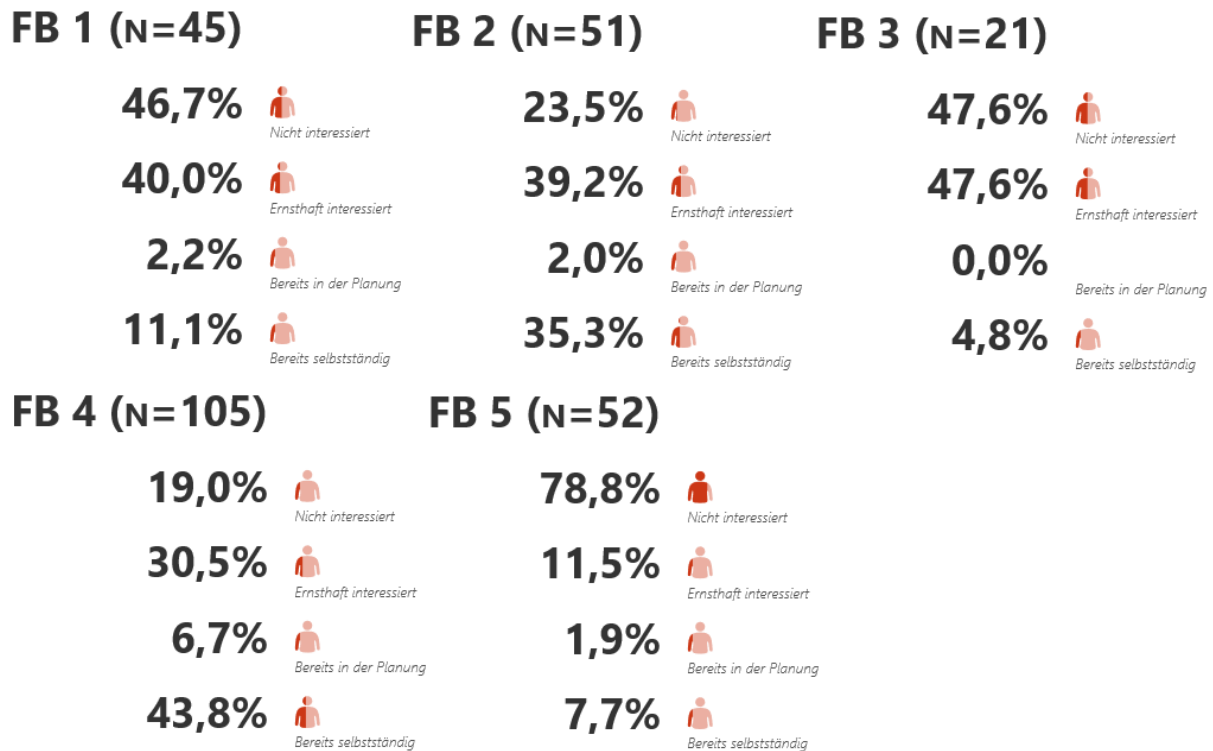 FB 1 (N=45)
46,7%
Nicht interessiert
40,0%
Ernsthaft interessiert
2,2%
Bereits in der Planung
11,1%
Bereits selbstständig
FB 2 (N=51)
23,5%
Nicht interessiert
39,2%
Ernsthaft interessiert
2,0%
Bereits in der Planung
35,3%
Bereits selbstständig
FB 3 (N=21)
47,6%
Nicht interessiert
47,6%
Ernsthaft interessiert
0,0%
Bereits in der Planung
4,8%
Bereits selbstständig
FB 4 (N=105)
19,0%
Nicht interessiert
30,5%
Ernsthaft interessiert
6,7%
Bereits in der Planung
43,8%
Bereits selbstständig
FB 5 (N=52)
78,8%
Nicht interessiert
11,5%
Ernsthaft interessiert
1,9%
Bereits in der Planung
7,7%
Bereits selbstständig